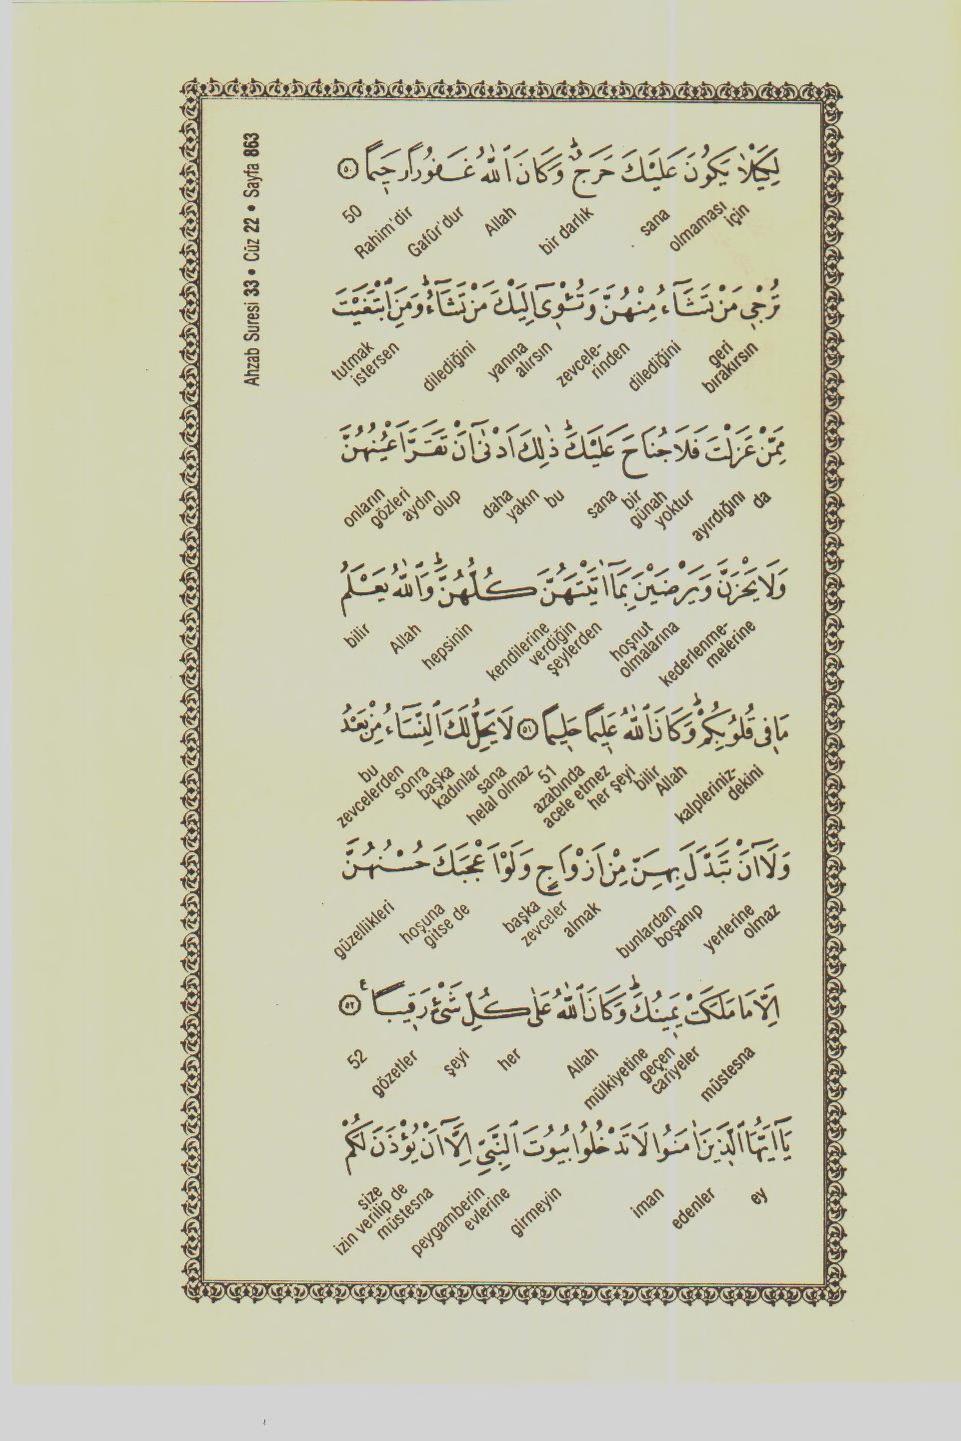 Ahzab Suresi 33 • Cüz 22 • Sayfa 863
لِكَيْلَا يَكُونَ عَلَيْكَ حَرَجٌ وَكَانَ اللّٰهُ غَفُورًا رَحِيمًا ﴿٥٠﴾
için olmaması sana bir darlık Allah Gafûr'dur Rahim'dir 50
تُرْجِي مَنْ تَشَاءُ مِنْهُنَّ وَتُـْٔوِي إِلَيْكَ مَنْ تَشَاءُ وَمَنِ ابْتَغَيْتَ
geri bırakırsın dilediğini zevcele-rinden yanına alırsın dilediğini tutmak istersen
مِمَّنْ عَزَلْتَ فَلَا جُنَاحَ عَلَيْكَ ذٰلِكَ اَدْنٰى اَنْ تَقَرَّ اَعْيُنُهُنَّ
da ayırdığını yoktur günah bir sana bu yakın daha olup aydın gözleri onların
وَلَا يَحْزَنَّ وَيَرْضَيْنَ بِمَا اٰتَيْتَهُنَّ كُلُّهُنَّ وَاللّٰهُ يَعْلَمُ
kederlenme-melerine hoşnut olmalarına kendilerine verdiğin şeylerden hepsinin Allah bilir
مَا فِي قُلُوبِكُمْ وَكَانَ اللّٰهُ عَلِيمًا حَلِيمًا ﴿٥١﴾ لَا يَحِلُّ لَكَ النِّسَاءُ مِنْ بَعْدُ
kalpleriniz-dekini Allah bilir her şeyi acele etmez azabında 51 helal olmaz sana kadınlar başka sonra zevcelerden bu
وَلَا اَنْ تَبَدَّلَ بِهِنَّ مِنْ اَزْوَاجٍ وَلَوْ اَعْجَبَكَ حُسْنُهُنَّ
olmaz yerlerine boşanıp bunlardan almak zevceler başka gitse de hoşuna güzellikleri
اِلَّا مَا مَلَكَتْ يَمِينُكَ وَكَانَ اللّٰهُ عَلٰى كُلِّ شَيْءٍ رَقِيبًا ﴿٥٢﴾ ع
müstesna cariyeler geçen mülkiyetine Allah her şeyi gözetler 52
يَا اَيُّهَا الَّذِينَ اٰمَنُوا لَا تَدْخُلُوا بُيُوتَ النَّبِيِّ اِلَّا اَنْ يُؤْذَنَ لَكُمْ
ey edenler iman girmeyin evlerine peygamberin müstesna izin verilip de size